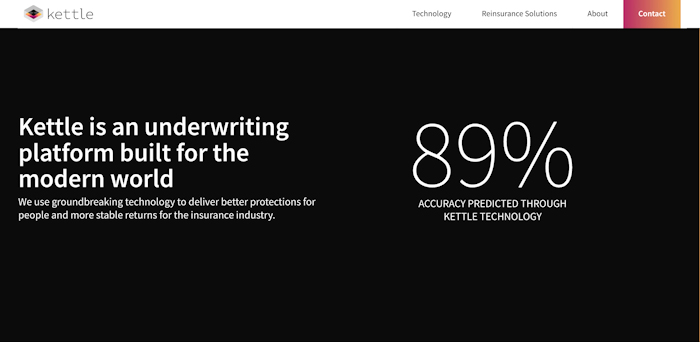 kettle
Technology
Reinsurance Solutions
About
Contact
Kettle is an underwriting
platform built for the
modern world
We use groundbreaking technology to deliver better protections for
people and more stable returns for the insurance industry.
89%
ACCURACY PREDICTED THROUGH
KETTLE TECHNOLOGY